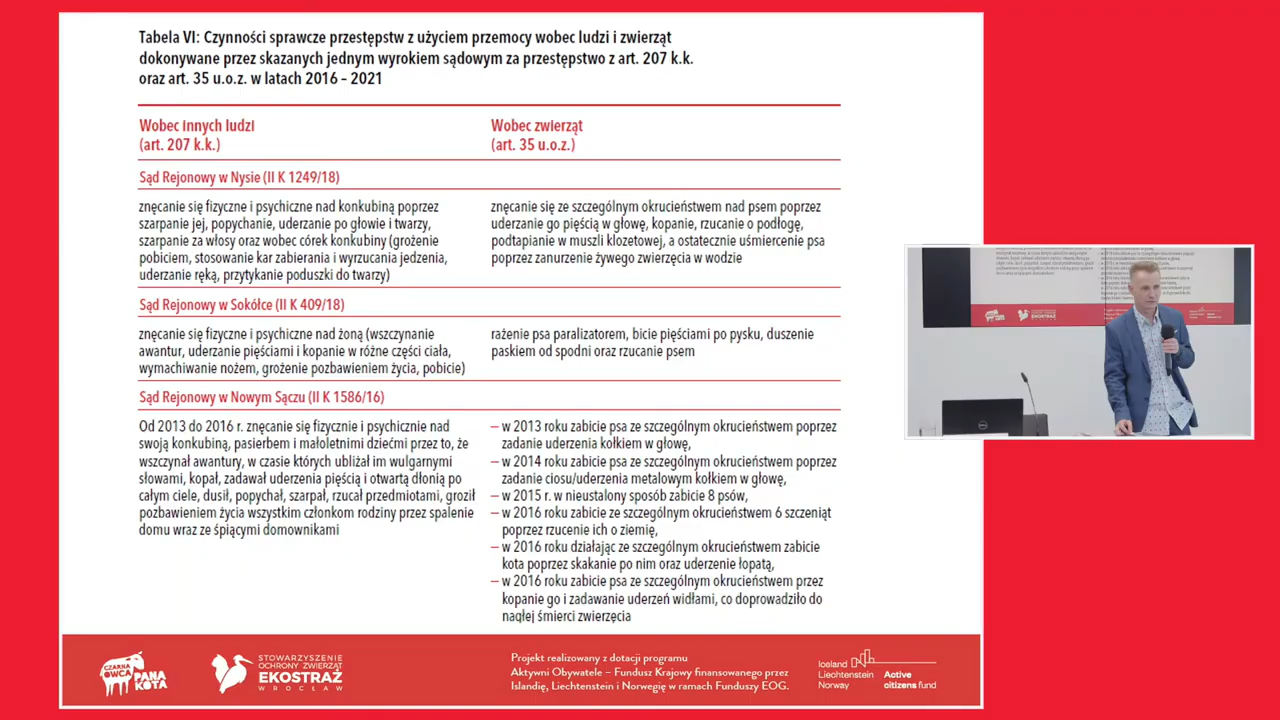 Tabela VI: Czynności sprawcze przestępstw z użyciem przemocy wobec ludzi i zwierząt
dokonywane przez skazanych jednym wyrokiem sądowym za przestępstwo z art. 207 k.k.
oraz art. 35 u.o.z. w latach 2016 – 2021
Wobec innych ludzi
(art. 207 k.k.)
Wobec zwierząt
(art. 35 u.o.z.)
Sąd Rejonowy w Nysie (II K 1249/18)
znęcanie się fizyczne i psychiczne nad konkubiną poprzez
szarpanie jej, popychanie, uderzanie po głowie i twarzy,
szarpanie za włosy oraz wobec córek konkubiny (grożenie
pobiciem, stosowanie kar zabierania i wyrzucania jedzenia,
uderzanie ręką, przytykanie poduszki do twarzy)
znęcanie się ze szczególnym okrucieństwem nad psem poprzez
uderzanie go pięścią w głowę, kopanie, rzucanie o podłogę,
podtapianie w muszli klozetowej, a ostatecznie uśmiercenie psa
poprzez zanurzenie żywego zwierzęcia w wodzie
Sąd Rejonowy w Sokółce (II K 409/18)
znęcanie się fizyczne i psychiczne nad żoną (wszczynanie
awantur, uderzanie pięściami i kopanie w różne części ciała,
wymachiwanie nożem, grożenie pozbawieniem życia, pobicie)
rażenie psa paralizatorem, bicie pięściami po pysku, duszenie
paskiem od spodni oraz rzucanie psem
Sąd Rejonowy w Nowym Sączu (II K 1586/16)
Od 2013 do 2016 r. znęcanie się fizycznie i psychicznie nad
swoją konkubiną, pasierbem i małoletnimi dziećmi przez to, że
wszczynał awantury, w czasie których ubliżał im wulgarnymi
słowami, kopał, zadawał uderzenia pięścią i otwartą dłonią po
całym ciele, dusił, popychał, szarpał, rzucał przedmiotami, groził
pozbawieniem życia wszystkim członkom rodziny przez spalenie
domu wraz ze śpiącymi domownikami
– w 2013 roku zabicie psa ze szczególnym okrucieństwem poprzez
zadanie uderzenia kołkiem w głowę,
– w 2014 roku zabicie psa ze szczególnym okrucieństwem poprzez
zadanie ciosu/uderzenia metalowym kołkiem w głowę,
– w 2015 r. w nieustalony sposób zabicie 8 psów,
– w 2016 roku zabicie ze szczególnym okrucieństwem 6 szczeniąt
poprzez rzucenie ich o ziemię,
– w 2016 roku działając ze szczególnym okrucieństwem zabicie
kota poprzez skakanie po nim oraz uderzenie łopatą,
– w 2016 roku zabicie psa ze szczególnym okrucieństwem przez
kopanie go i zadawanie uderzeń widłami, co doprowadziło do
nagłej śmierci zwierzęcia
CZARNA
OWCA
PANA
KOTA
STOWARZYSZENIE
OCHRONY ZWIERZĄT
EKOSTRAŻ
WROCŁAW
Projekt realizowany z dotacji programu
Aktywni Obywatele – Fundusz Krajowy finansowanego przez
Islandię, Liechtenstein i Norwegię w ramach Funduszy EOG.
Iceland
Liechtenstein
Norway
Active
citizens fund
PANA
KOTA
EKOSTRAŻ